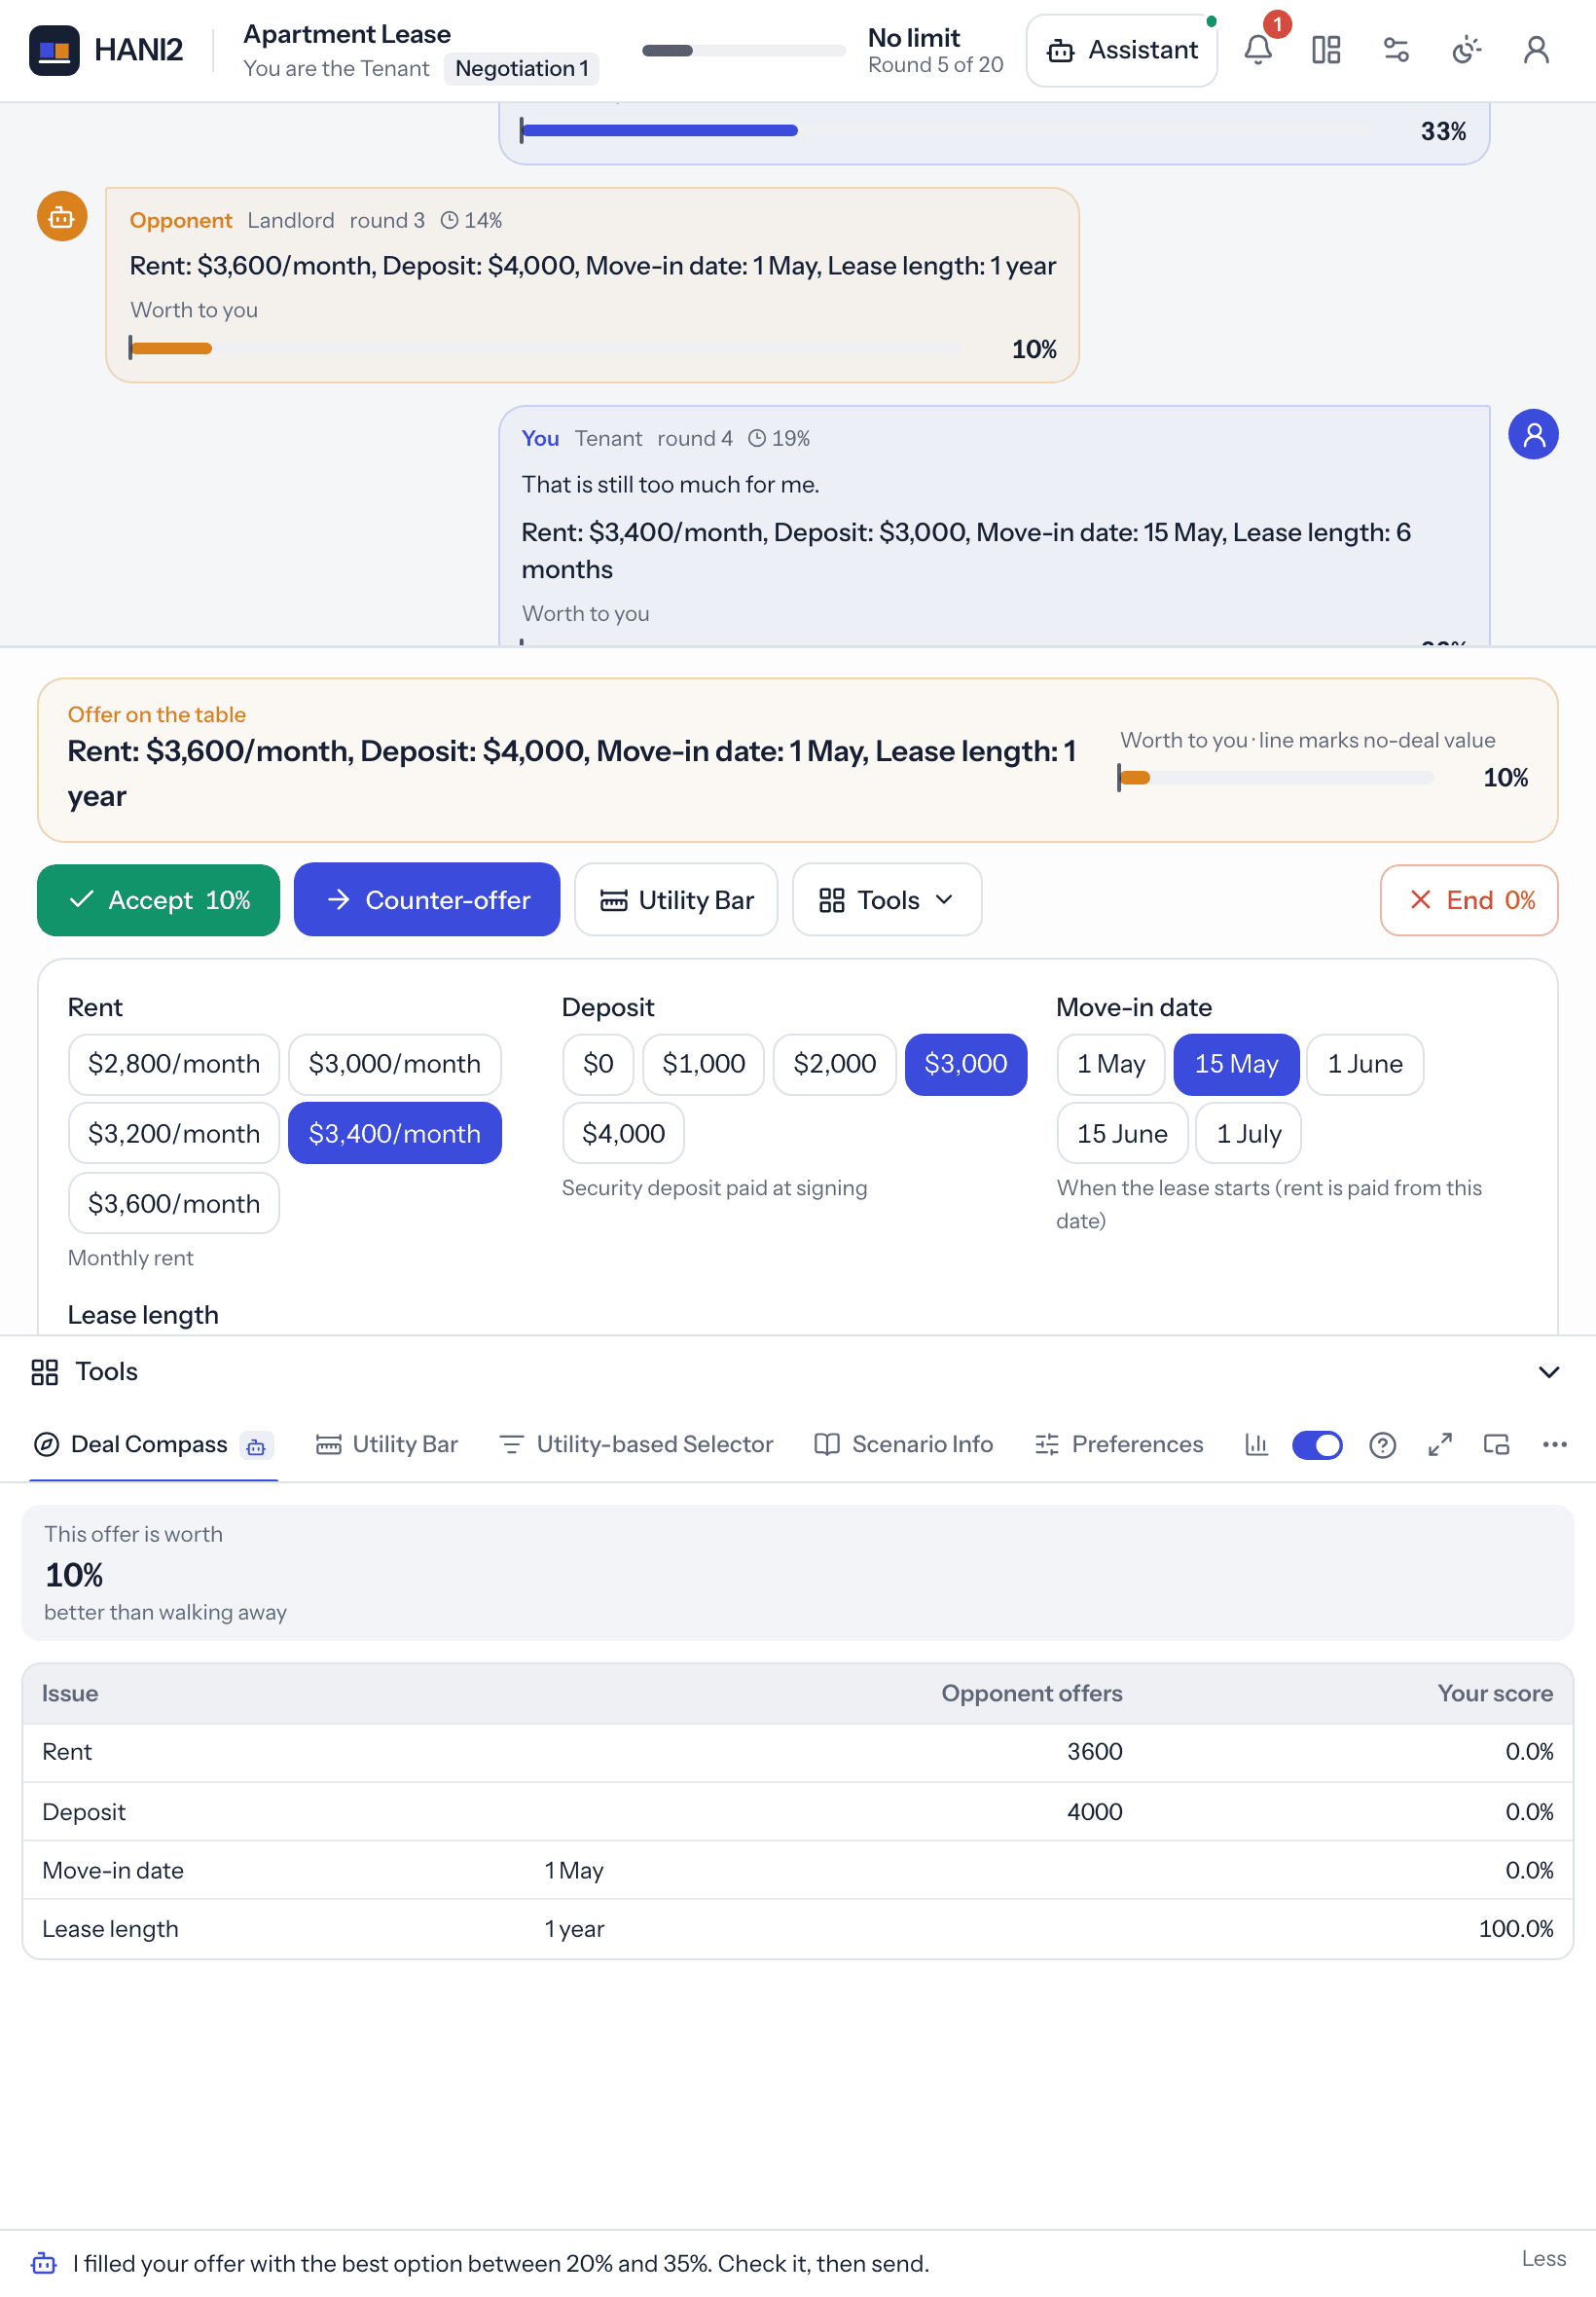 HANI2
Apartment Lease
You are the Tenant Negotiation 1
No limit
Round 5 of 20
Assistant
1
33%
Opponent Landlord round 3 14%
Rent: $3,600/month, Deposit: $4,000, Move-in date: 1 May, Lease length: 1 year
Worth to you
10%
You Tenant round 4 19%
That is still too much for me.
Rent: $3,400/month, Deposit: $3,000, Move-in date: 15 May, Lease length: 6
months
Worth to you
Offer on the table
Rent: $3,600/month, Deposit: $4,000, Move-in date: 1 May, Lease length: 1
year
Worth to you · line marks no-deal value
10%
Accept 10%
Counter-offer
Utility Bar
Tools
End 0%
Rent
$2,800/month $3,000/month
$3,200/month $3,400/month
$3,600/month
Monthly rent
Deposit
$0 $1,000 $2,000 $3,000
$4,000
Security deposit paid at signing
Move-in date
1 May 15 May 1 June
15 June 1 July
When the lease starts (rent is paid from this
date)
Lease length
Tools
Deal Compass Utility Bar Utility-based Selector Scenario Info Preferences
This offer is worth
10%
better than walking away
Issue Opponent offers Your score
Rent 3600 0.0%
Deposit 4000 0.0%
Move-in date 1 May 0.0%
Lease length 1 year 100.0%
I filled your offer with the best option between 20% and 35%. Check it, then send.
Less